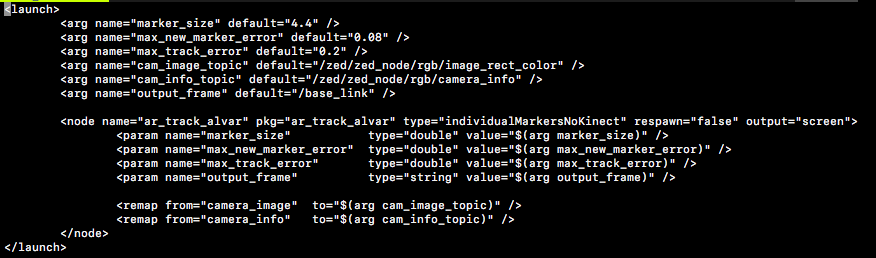 <launch>
        <arg name="marker_size" default="4.4" />
        <arg name="max_new_marker_error" default="0.08" />
        <arg name="max_track_error" default="0.2" />
        <arg name="cam_image_topic" default="/zed/zed_node/rgb/image_rect_color" />
        <arg name="cam_info_topic" default="/zed/zed_node/rgb/camera_info" />
        <arg name="output_frame" default="/base_link" />

        <node name="ar_track_alvar" pkg="ar_track_alvar" type="individualMarkersNoKinect" respawn="false" output="screen">
                <param name="marker_size"           type="double" value="$(arg marker_size)" />
                <param name="max_new_marker_error"  type="double" value="$(arg max_new_marker_error)" />
                <param name="max_track_error"       type="double" value="$(arg max_track_error)" />
                <param name="output_frame"          type="string" value="$(arg output_frame)" />

                <remap from="camera_image"  to="$(arg cam_image_topic)" />
                <remap from="camera_info"   to="$(arg cam_info_topic)" />
        </node>
</launch>